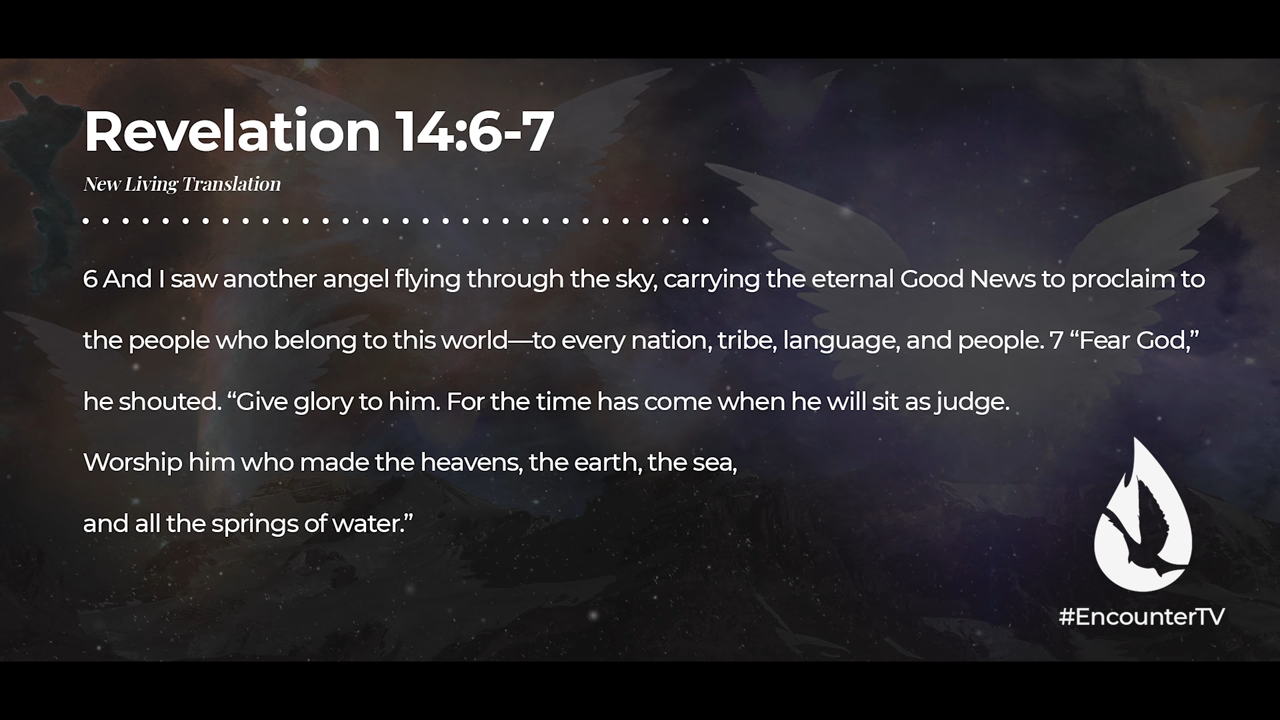 Revelation 14:6-7
New Living Translation
6 And I saw another angel flying through the sky, carrying the eternal Good News to proclaim to
the people who belong to this world—to every nation, tribe, language, and people. 7 “Fear God,”
he shouted. “Give glory to him. For the time has come when he will sit as judge.
Worship him who made the heavens, the earth, the sea,
and all the springs of water.”
#EncounterTV